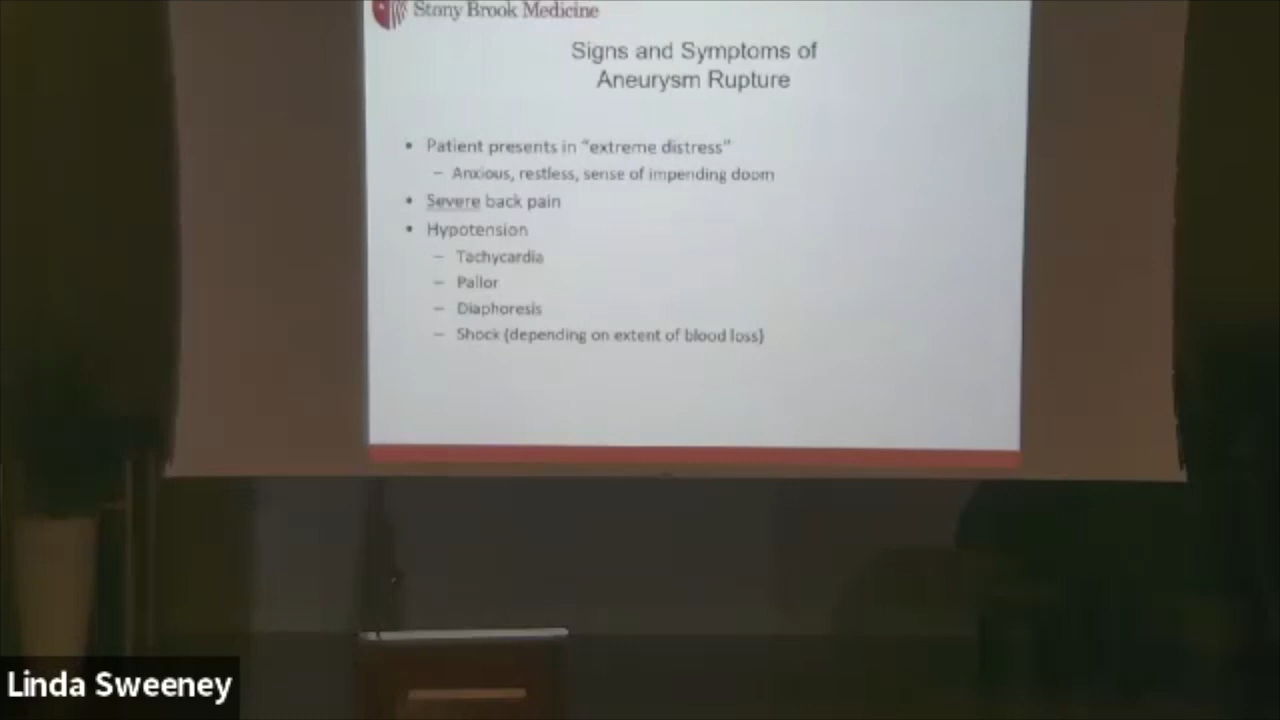 Stony Brook Medicine
Signs and Symptoms of
Aneurysm Rupture
• Patient presents in "extreme distress"
– Anxious, restless, sense of impending doom
• Severe back pain
• Hypotension
– Tachycardia
– Pallor
– Diaphoresis
– Shock (depending on extent of blood loss)
Linda Sweeney